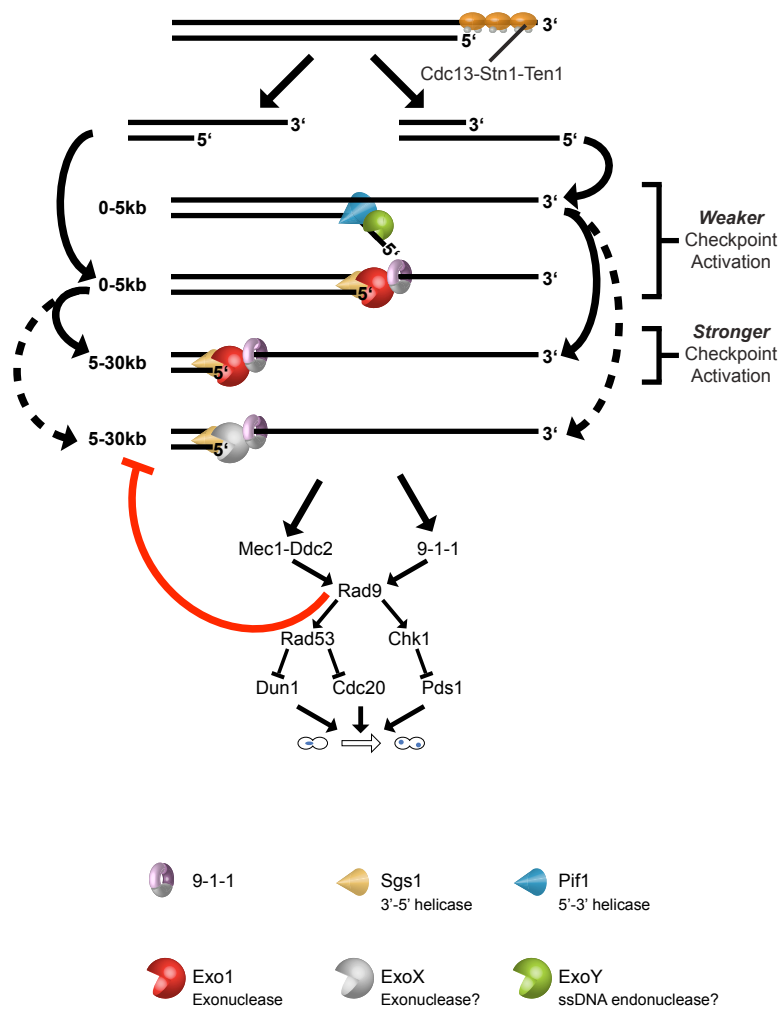 3‘
5‘
Cdc13-Stn1-Ten1
3‘
5‘
3‘
5‘
0-5kb
3‘
5‘
Weaker
Checkpoint
Activation
0-5kb
5‘
3‘
5-30kb
5‘
3‘
Stronger
Checkpoint
Activation
5-30kb
5‘
3‘
Mec1-Ddc2
9-1-1
Rad9
Rad53
Chk1
Dun1
Cdc20
Pds1
9-1-1
Sgs1
3’-5’ helicase
Pif1
5’-3’ helicase
Exo1
Exonuclease
ExoX
Exonuclease?
ExoY
ssDNA endonuclease?